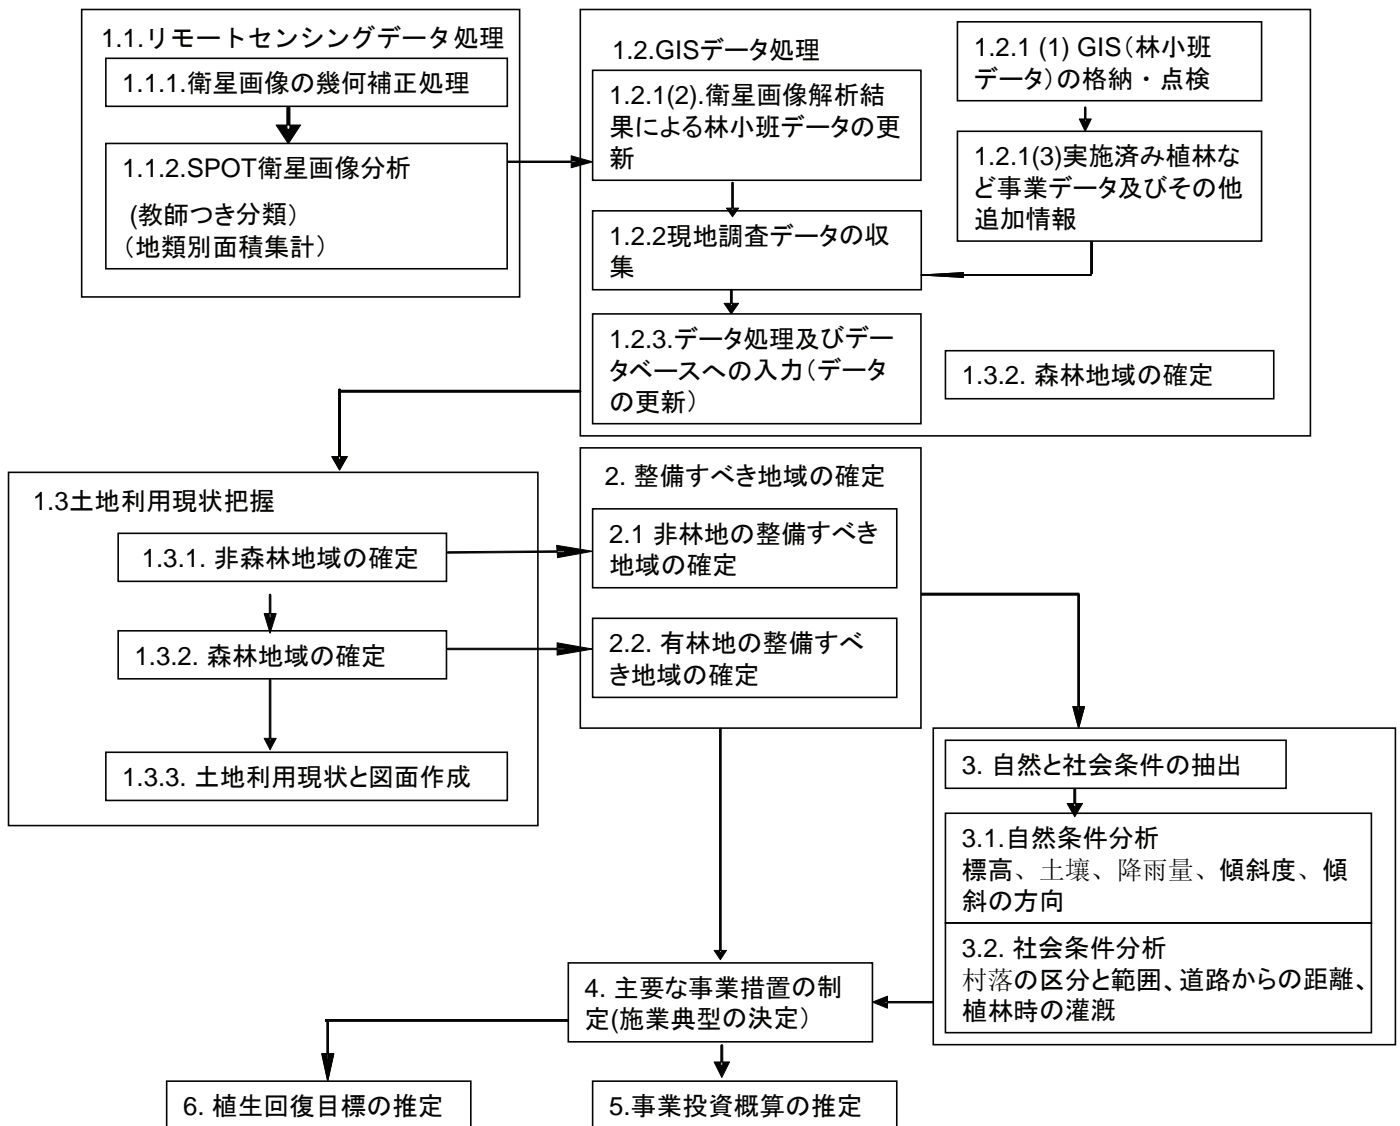 1.1.リモートセンシングデータ処理
1.1.1.衛星画像の幾何補正処理
1.1.2.SPOT衛星画像分析
(教師つき分類)
(地類別面積集計)
1.2.GISデータ処理
1.2.1(2).衛星画像解析結
果による林小班データの更
新
1.2.2現地調査データの収
集
1.2.3.データ処理及びデー
タベースへの入力(データ
の更新)
1.2.1 (1) GIS(林小班
データ)の格納・点検
1.2.1(3)実施済み植林な
ど事業データ及びその他
追加情報
1.3.2. 森林地域の確定
1.3土地利用現状把握
1.3.1. 非森林地域の確定
1.3.2. 森林地域の確定
1.3.3. 土地利用現状と図面作成
2. 整備すべき地域の確定
2.1 非林地の整備すべき
地域の確定
2.2. 有林地の整備すべ
き地域の確定
3. 自然と社会条件の抽出
3.1.自然条件分析
標高、土壌、降雨量、傾斜度、傾
斜の方向
3.2. 社会条件分析
村落の区分と範囲、道路からの距離、
植林時の灌漑
4. 主要な事業措置の制
定(施業典型の決定)
6. 植生回復目標の推定
5.事業投資概算の推定